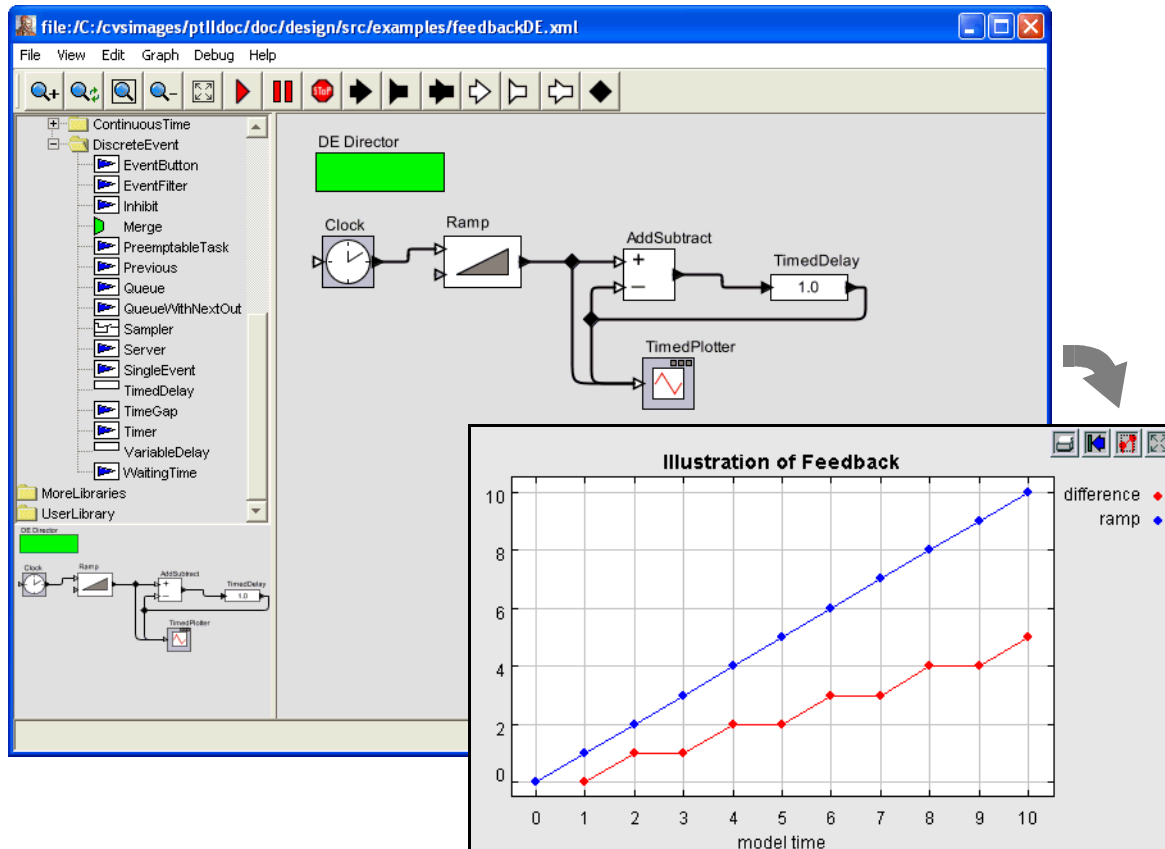 file:/C:/cvsimages/ptIIdoc/doc/design/src/examples/feedbackDE.xml
File View Edit Graph Debug Help
STOP
ContinuousTime
DiscreteEvent
EventButton
EventFilter
Inhibit
Merge
PreemptableTask
Previous
Queue
QueueWithNextOut
Sampler
Server
SingleEvent
TimedDelay
TimeGap
Timer
VariableDelay
WaitingTime
MoreLibraries
UserLibrary
DE Director
Clock
Ramp
AddSubtract
TimedDelay
1.0
TimedPlotter
DE Director
Clock
Ramp
AddSubtract
+
–
TimedDelay
1.0
TimedPlotter
Illustration of Feedback
difference
ramp
10
8
6
4
2
0
0 1 2 3 4 5 6 7 8 9 10
model time